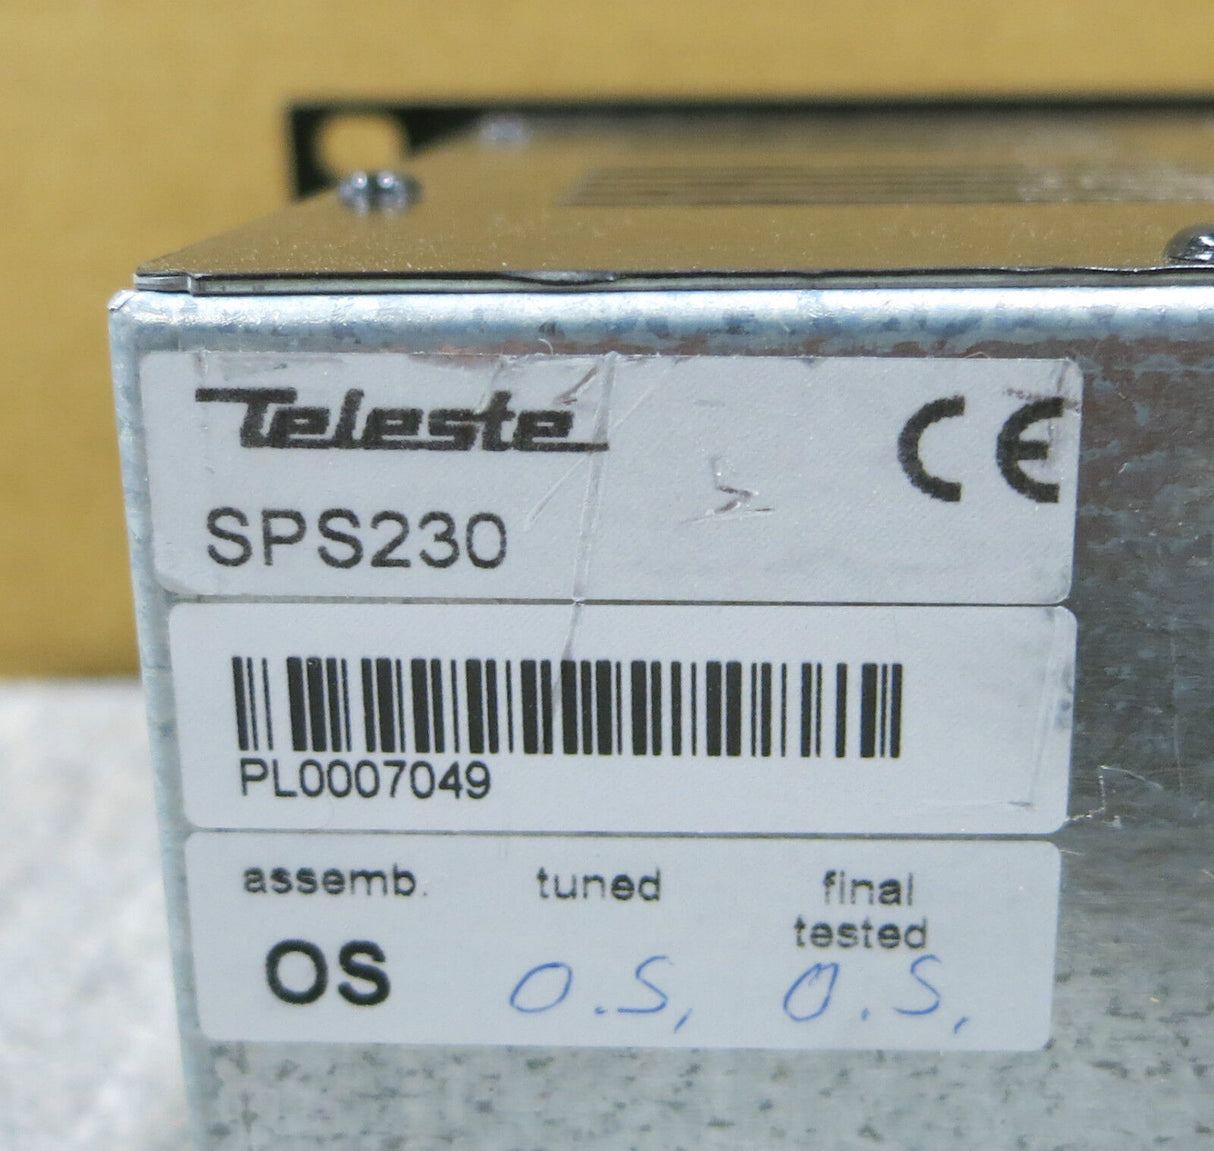 Teleste CE
SPS230
PL0007049
assemb. tuned final tested
OS O.S, O.S,